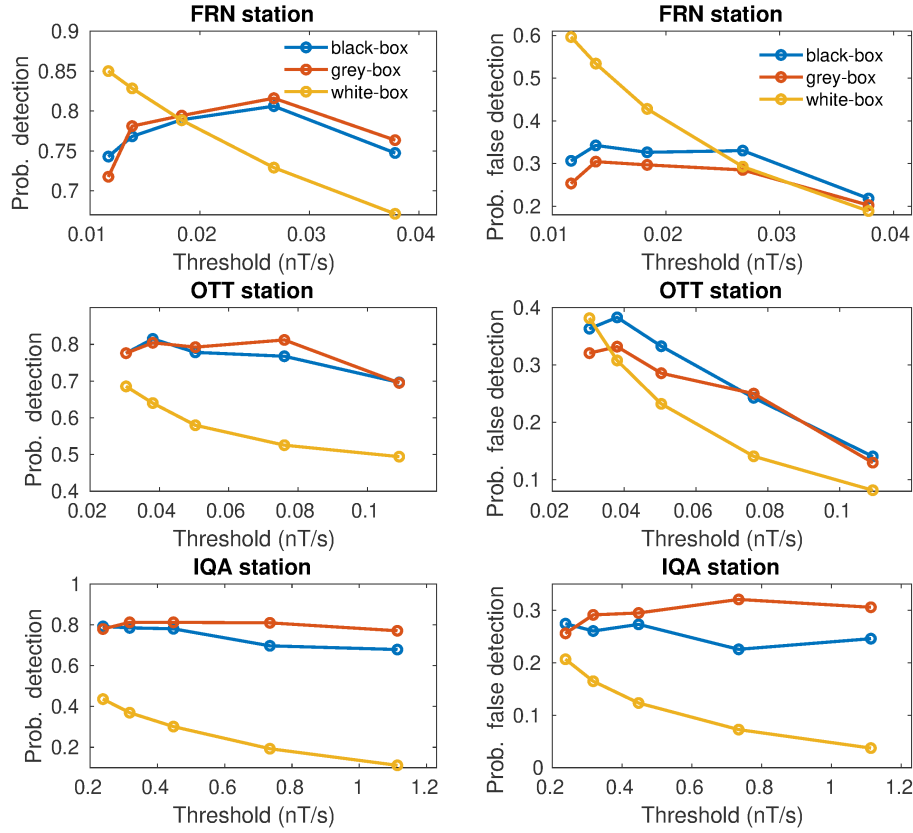 FRN station
Prob. detection
0.9
0.85
0.8
0.75
0.7
0.01
0.02
0.03
0.04
Threshold (nT/s)
black-box
grey-box
white-box
FRN station
Prob. false detection
0.6
0.5
0.4
0.3
0.2
0.01
0.02
0.03
0.04
Threshold (nT/s)
black-box
grey-box
white-box
OTT station
Prob. detection
0.8
0.7
0.6
0.5
0.4
0.02
0.04
0.06
0.08
0.1
Threshold (nT/s)
OTT station
Prob. false detection
0.4
0.3
0.2
0.1
0.02
0.04
0.06
0.08
0.1
Threshold (nT/s)
IQA station
Prob. detection
1
0.8
0.6
0.4
0.2
0.2
0.4
0.6
0.8
1
1.2
Threshold (nT/s)
IQA station
Prob. false detection
0.3
0.2
0.1
0
0.2
0.4
0.6
0.8
1
1.2
Threshold (nT/s)